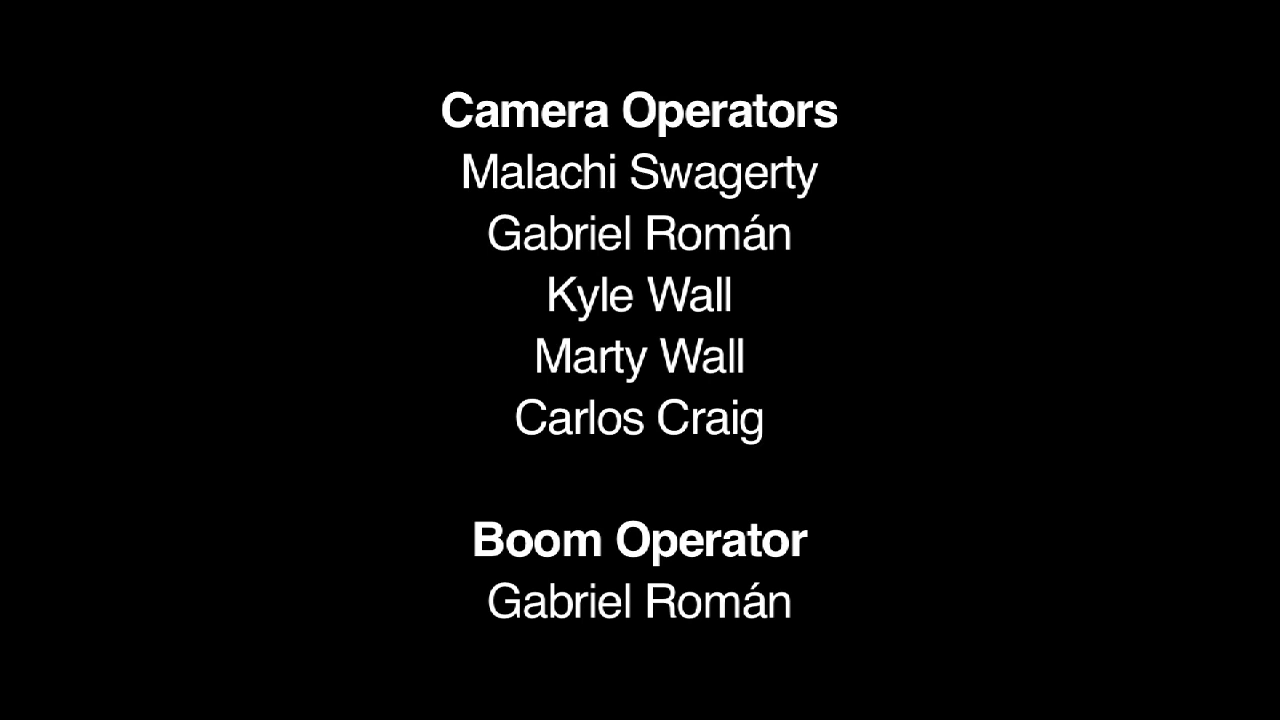 Camera Operators
Malachi Swagerty
Gabriel Román
Kyle Wall
Marty Wall
Carlos Craig
Boom Operator
Gabriel Román